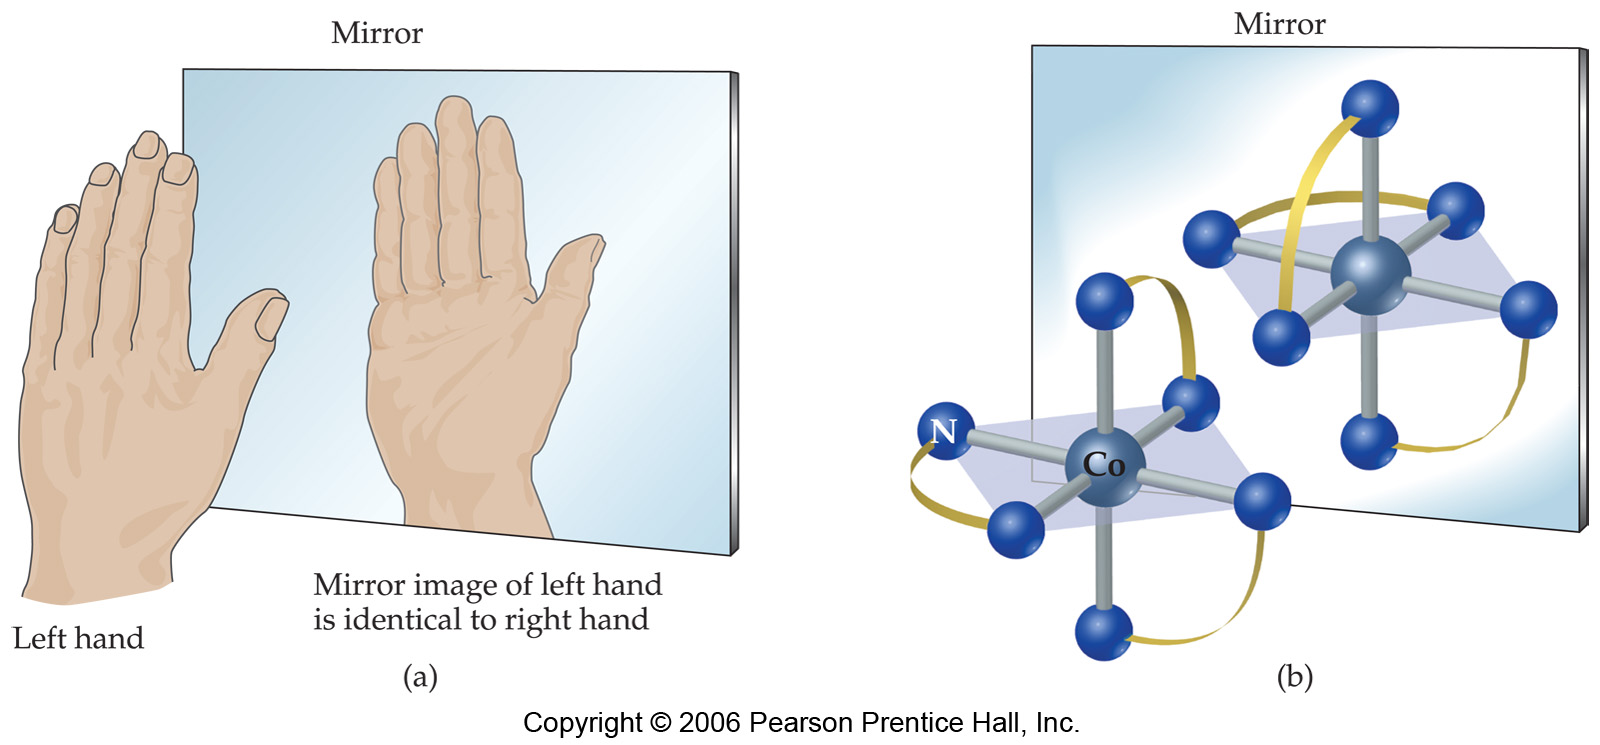 Mirror
Mirror
N
Co
Mirror image of left hand
is identical to right hand
Left hand
(a)
(b)
Copyright © 2006 Pearson Prentice Hall, Inc.